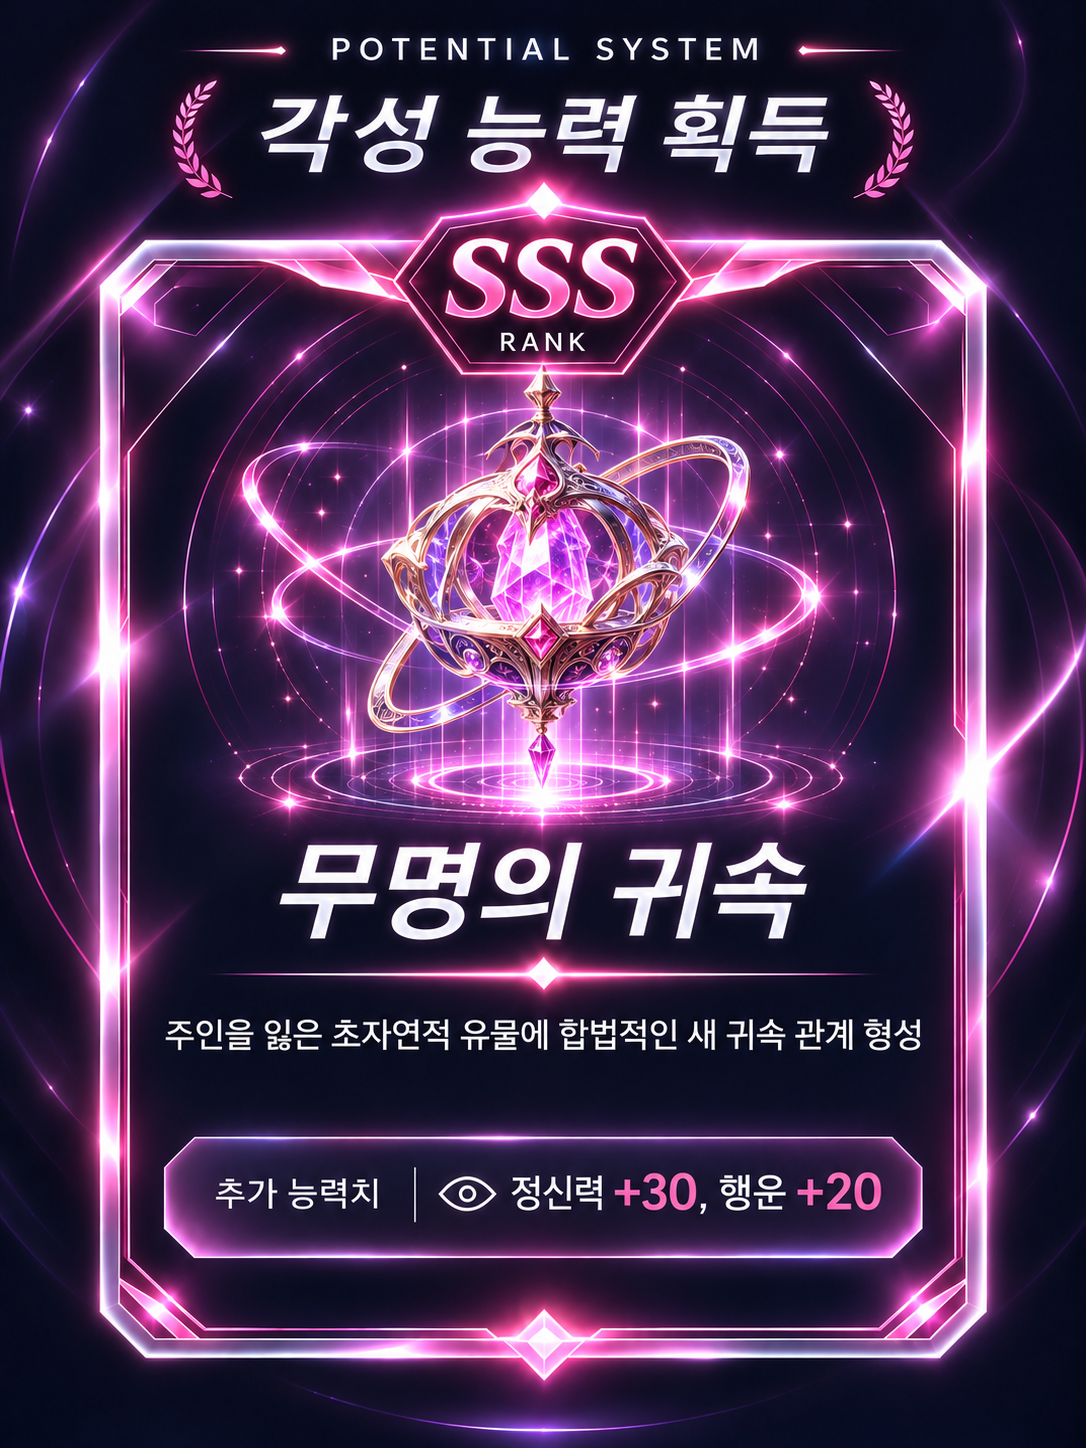 POTENTIAL SYSTEM
각성 능력 획득
SSS
RANK
무명의 귀속
주인을 잃은 초자연적 유물에 합법적인 새 귀속 관계 형성
추가 능력치 정신력 +30, 행운 +20